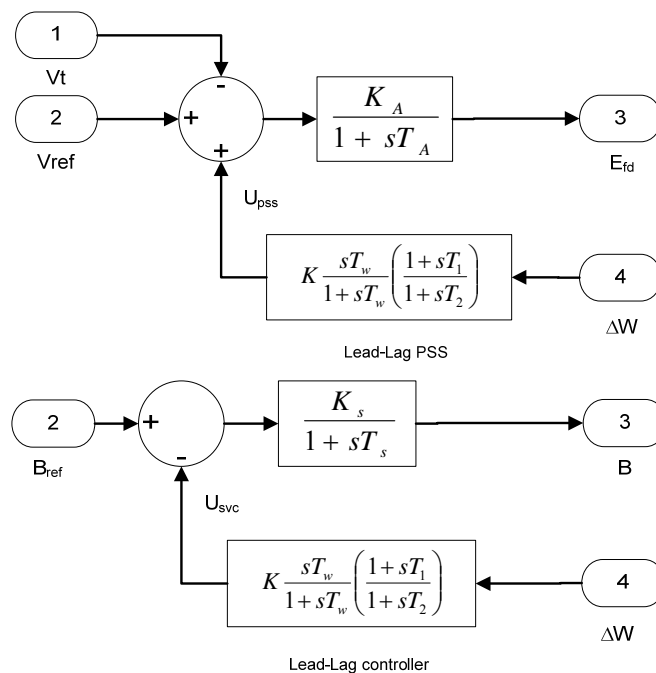 1
Vt
-
2
Vref
+
+
K_A / (1 + sT_A)
3
E_fd
U_pss
K sT_w / (1 + sT_w) ((1 + sT_1) / (1 + sT_2))
4
ΔW
Lead-Lag PSS
2
B_ref
+
-
K_s / (1 + sT_s)
3
B
U_svc
K sT_w / (1 + sT_w) ((1 + sT_1) / (1 + sT_2))
4
ΔW
Lead-Lag controller